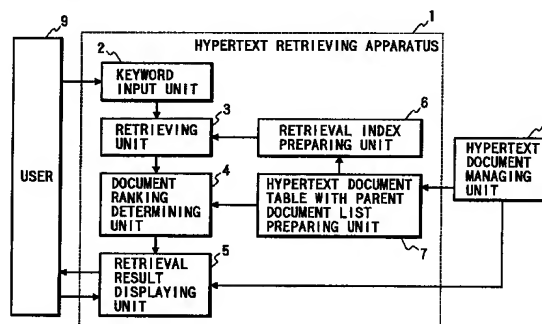 1
9
HYPERTEXT RETRIEVING APPARATUS
2
KEYWORD
INPUT UNIT
3
RETRIEVING
UNIT
6
RETRIEVAL INDEX
PREPARING UNIT
HYPERTEXT
DOCUMENT
MANAGING
UNIT
USER
4
DOCUMENT
RANKING
DETERMINING
UNIT
HYPERTEXT DOCUMENT
TABLE WITH PARENT
DOCUMENT LIST
PREPARING UNIT
7
5
RETRIEVAL
RESULT
DISPLAYING
UNIT